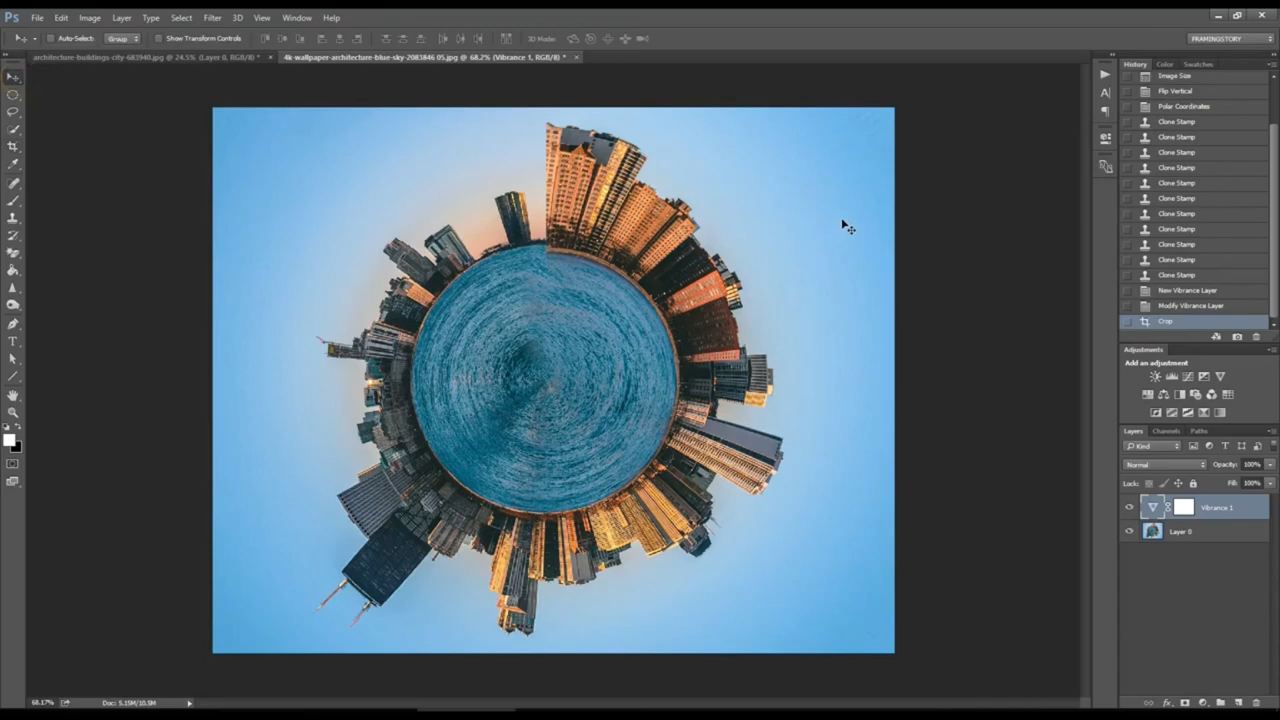 Ps File Edit Image Layer Type Select Filter 3D View Window Help
Auto-Select: Group Show Transform Controls 3D Mode: FRAMINGSTORY
architecture-buildings-city-683940.jpg @ 24.5% (Layer 0, RGB/8) * × 4k-wallpaper-architecture-blue-sky-2083846 05.jpg @ 68.2% (Vibrance 1, RGB/8) * ×
History Color Swatches
Image Size
Flip Vertical
Polar Coordinates
Clone Stamp
Clone Stamp
Clone Stamp
Clone Stamp
Clone Stamp
Clone Stamp
Clone Stamp
Clone Stamp
Clone Stamp
Clone Stamp
Clone Stamp
New Vibrance Layer
Modify Vibrance Layer
Crop
Adjustments
Add an adjustment
Layers Channels Paths
Kind
Normal Opacity: 100%
Lock: Fill: 100%
Vibrance 1
Layer 0
68.17% Doc: 5.15M/10.5M